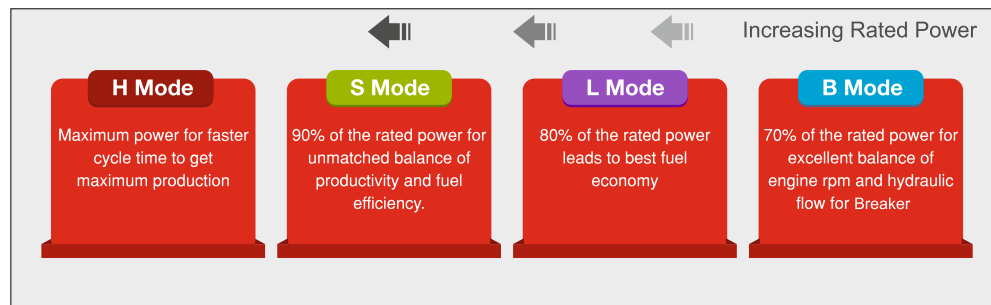 Increasing Rated Power
H Mode
Maximum power for faster
cycle time to get
maximum production
S Mode
90% of the rated power for
unmatched balance of
productivity and fuel
efficiency.
L Mode
80% of the rated power
leads to best fuel
economy
B Mode
70% of the rated power for
excellent balance of
engine rpm and hydraulic
flow for Breaker